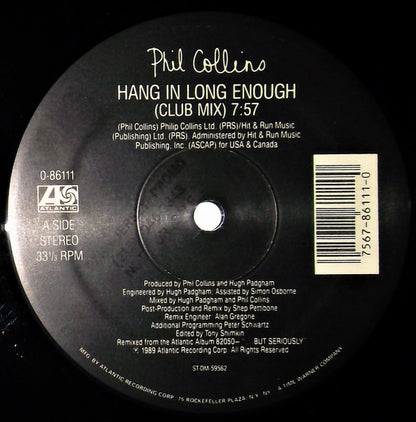 Phil Collins
HANG IN LONG ENOUGH
(CLUB MIX) 7:57
(Phil Collins) Philip Collins Ltd. (PRS)/Hit & Run Music
(Publishing) Ltd. (PRS). Administered by Hit & Run Music
Publishing, Inc. (ASCAP) for USA & Canada
0-86111
ATLANTIC
A SIDE
STEREO
33⅓ RPM
7567-86111-0
Produced by Phil Collins and Hugh Padgham
Engineered by Hugh Padgham: Assisted by Simon Osborne
Mixed by Hugh Padgham and Phil Collins
Post-Production and Remix by Shep Pettibone
Remix Engineer: Alan Gregorie
Additional Programming Peter Schwartz
Edited by Tony Shimkin
Remixed from the Atlantic Album 82050— "... BUT SERIOUSLY"
℗ 1989 Atlantic Recording Corp. All Rights Reserved.
ST-DM-59562
MFG. BY ATLANTIC RECORDING CORP. 75 ROCKEFELLER PLAZA, N.Y. N.Y. A TIME WARNER COMPANY